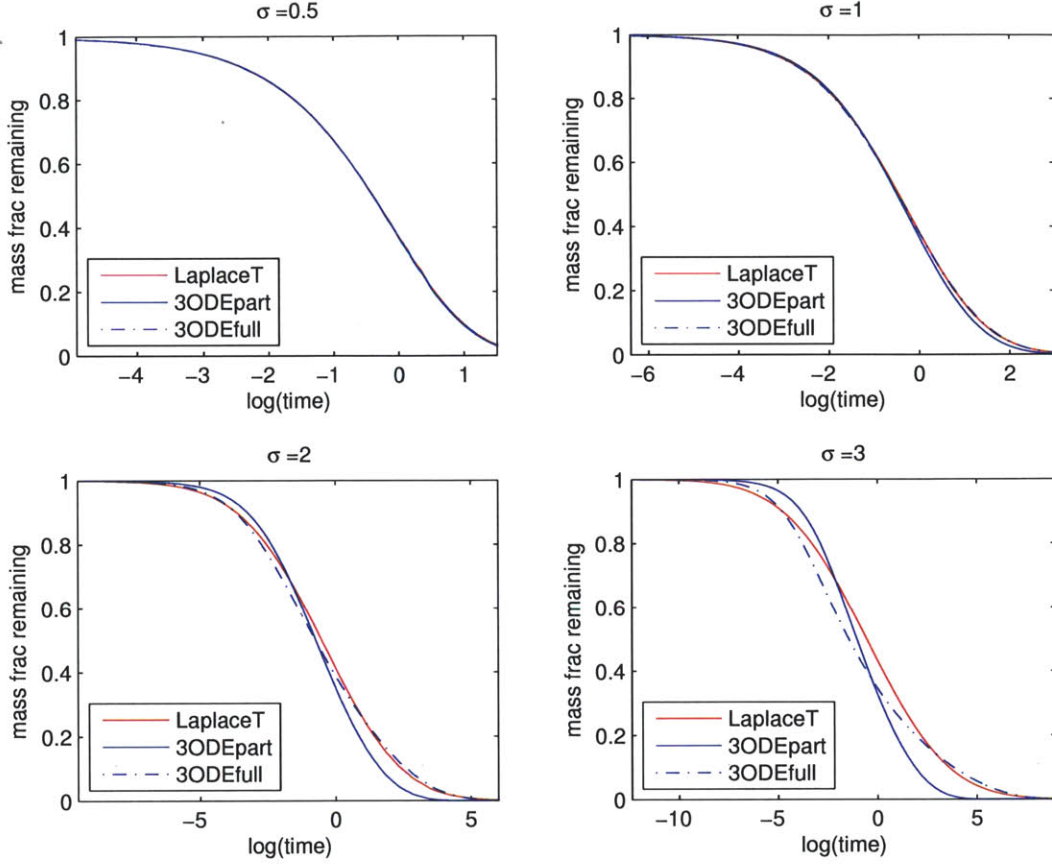 σ =0.5
1
0.8
0.6
0.4
0.2
0
mass frac remaining
LaplaceT
3ODEpart
3ODEfull
−4 −3 −2 −1 0 1
log(time)
σ =1
1
0.8
0.6
0.4
0.2
0
mass frac remaining
LaplaceT
3ODEpart
3ODEfull
−6 −4 −2 0 2
log(time)
σ =2
1
0.8
0.6
0.4
0.2
0
mass frac remaining
LaplaceT
3ODEpart
3ODEfull
−5 0 5
log(time)
σ =3
1
0.8
0.6
0.4
0.2
0
mass frac remaining
LaplaceT
3ODEpart
3ODEfull
−10 −5 0 5
log(time)